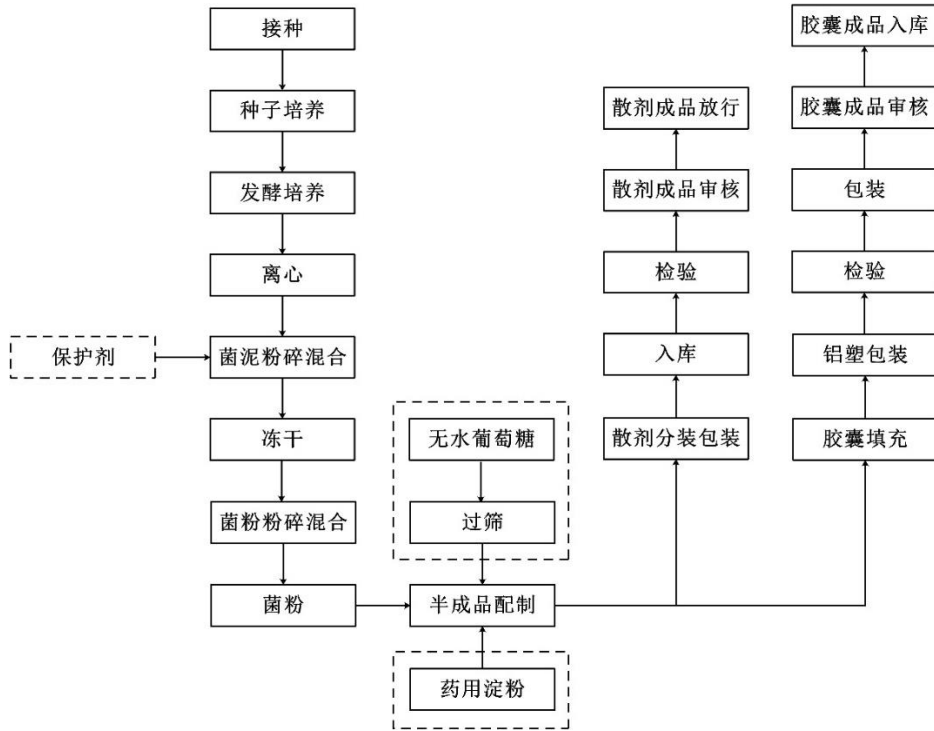 接种
种子培养
发酵培养
离心
保护剂
菌泥粉碎混合
冻干
菌粉粉碎混合
菌粉
无水葡萄糖
过筛
半成品配制
药用淀粉
散剂成品放行
散剂成品审核
检验
入库
散剂分装包装
胶囊成品入库
胶囊成品审核
包装
检验
铝塑包装
胶囊填充